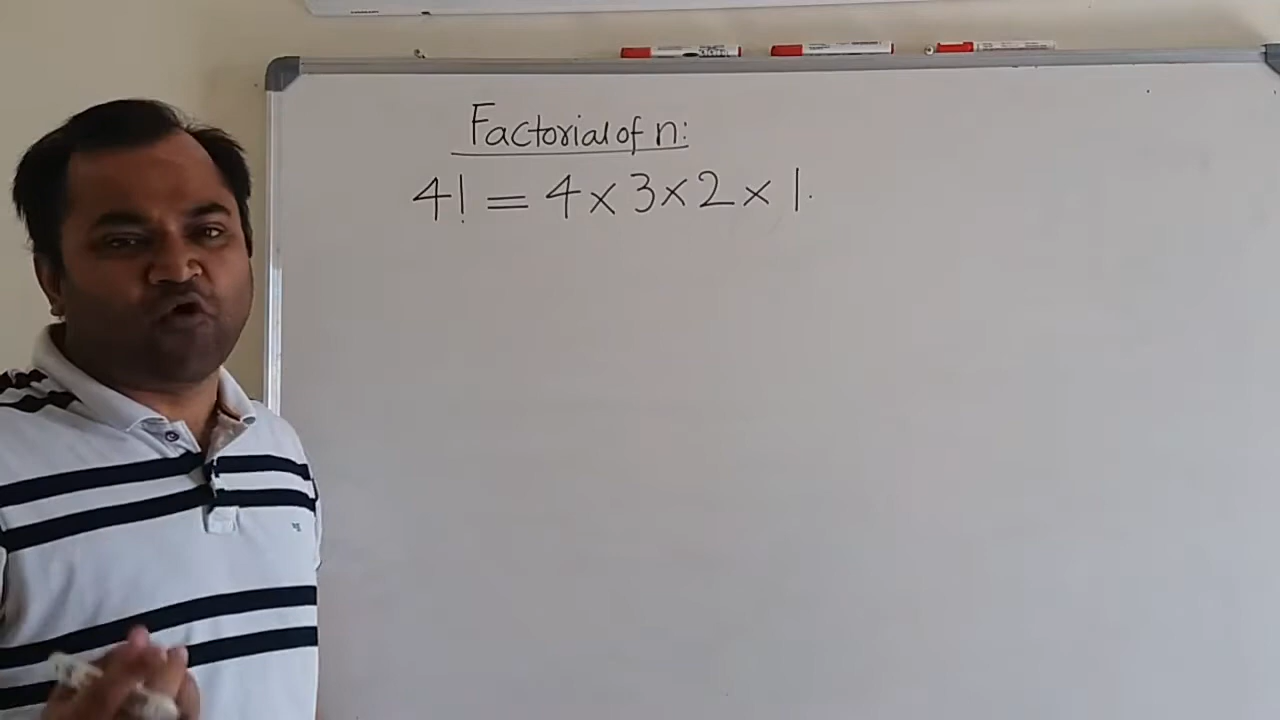 Factorial of n:
4! = 4 × 3 × 2 × 1.